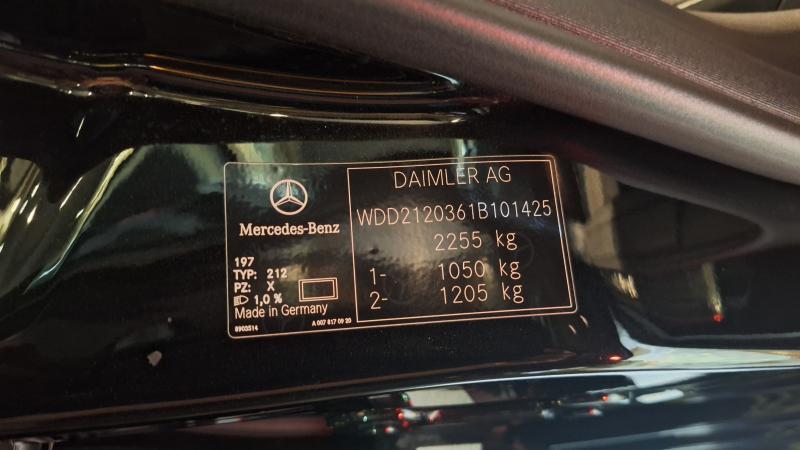 Mercedes-Benz
197
TYP: 212
PZ: X
1,0 %
Made in Germany
8903514
A 007 817 09 20
DAIMLER AG
WDD2120361B101425
2255 kg
1- 1050 kg
2- 1205 kg